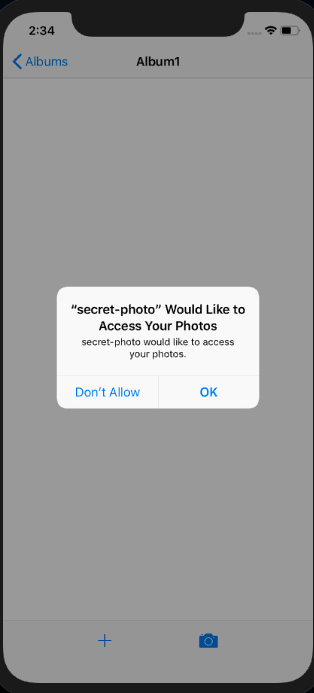 2:34
Albums
Album1
“secret-photo” Would Like to
Access Your Photos
secret-photo would like to access
your photos.
Don’t Allow
OK